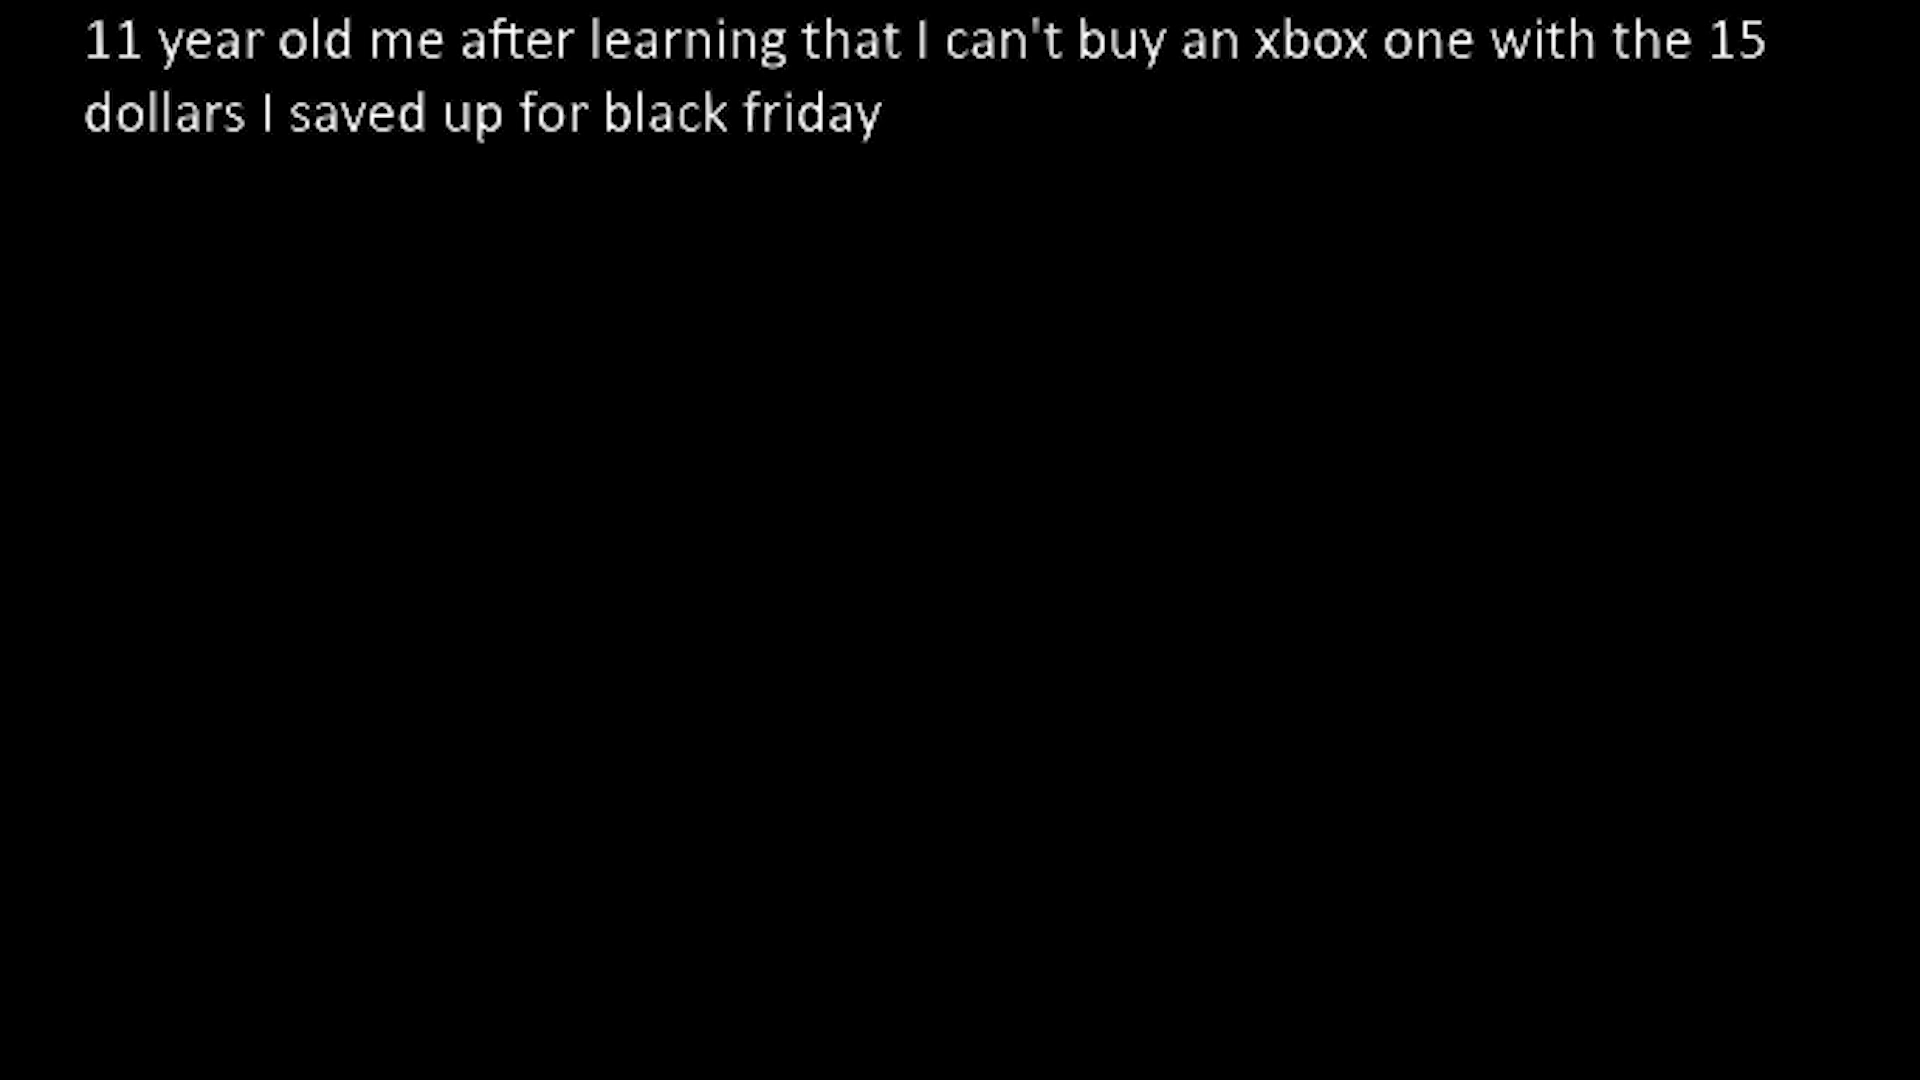 11 year old me after learning that I can't buy an xbox one with the 15
dollars I saved up for black friday